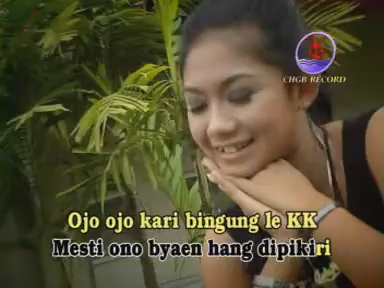 CHGB RECORD
Ojo ojo kari bingung le KK
Mesti ono byaen hang dipikiri